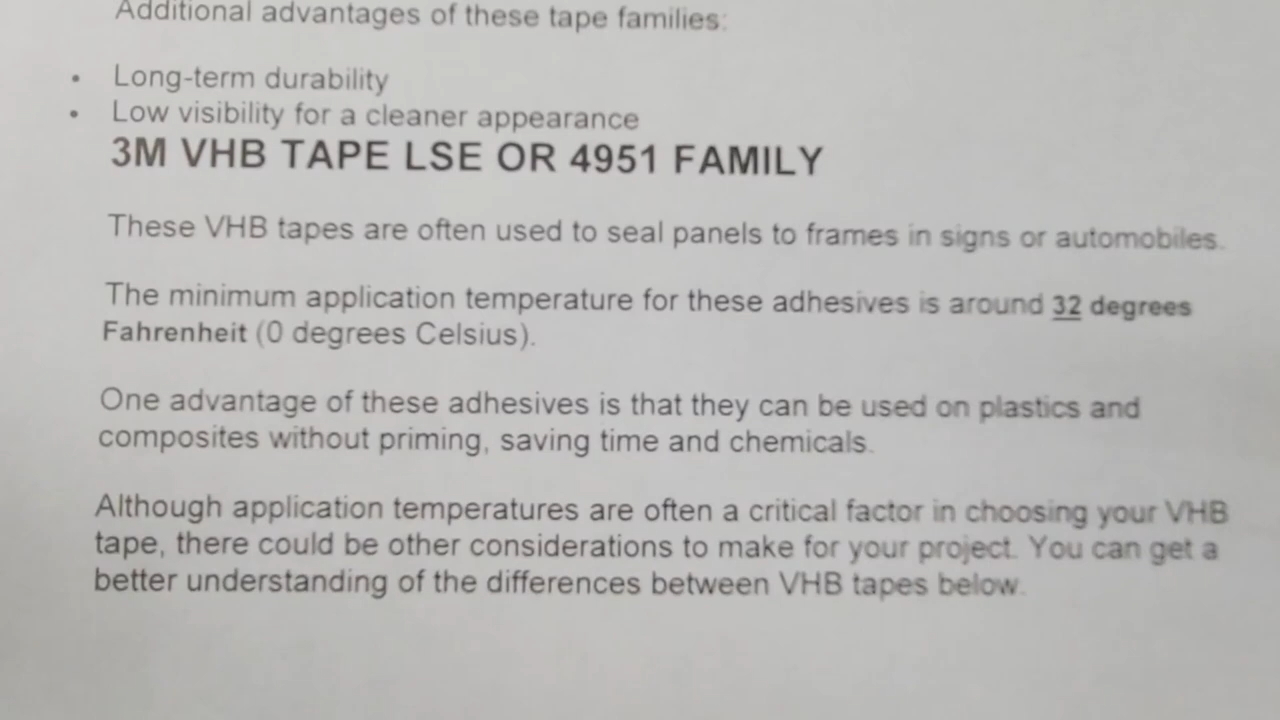 Additional advantages of these tape families:
• Long-term durability
• Low visibility for a cleaner appearance
3M VHB TAPE LSE OR 4951 FAMILY
These VHB tapes are often used to seal panels to frames in signs or automobiles.
The minimum application temperature for these adhesives is around 32 degrees
Fahrenheit (0 degrees Celsius).
One advantage of these adhesives is that they can be used on plastics and
composites without priming, saving time and chemicals.
Although application temperatures are often a critical factor in choosing your VHB
tape, there could be other considerations to make for your project. You can get a
better understanding of the differences between VHB tapes below.